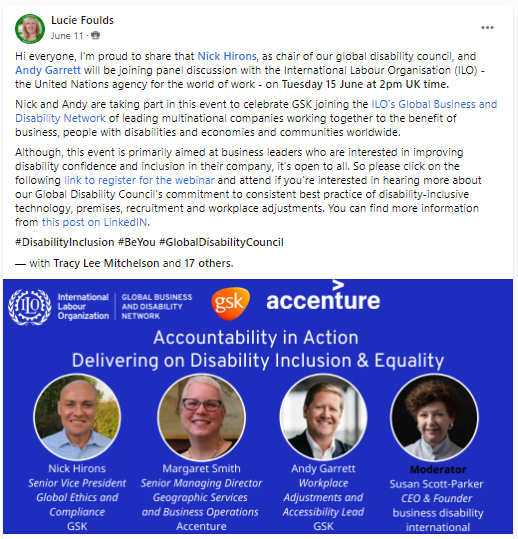 Lucie Foulds
June 11 ·
Hi everyone, I'm proud to share that Nick Hirons, as chair of our global disability council, and
Andy Garrett will be joining panel discussion with the International Labour Organisation (ILO) -
the United Nations agency for the world of work - on Tuesday 15 June at 2pm UK time.
Nick and Andy are taking part in this event to celebrate GSK joining the ILO's Global Business and
Disability Network of leading multinational companies working together to the benefit of
business, people with disabilities and economies and communities worldwide.
Although, this event is primarily aimed at business leaders who are interested in improving
disability confidence and inclusion in their company, it's open to all. So please click on the
following link to register for the webinar and attend if you're interested in hearing more about
our Global Disability Council's commitment to consistent best practice of disability-inclusive
technology, premises, recruitment and workplace adjustments. You can find more information
from this post on LinkedIN.
#DisabilityInclusion #BeYou #GlobalDisabilityCouncil
— with Tracy Lee Mitchelson and 17 others.
ILO
International
Labour
Organization
GLOBAL BUSINESS
AND DISABILITY
NETWORK
gsk
accenture
Accountability in Action
Delivering on Disability Inclusion & Equality
Nick Hirons
Senior Vice President
Global Ethics and
Compliance
GSK
Margaret Smith
Senior Managing Director
Geographic Services
and Business Operations
Accenture
Andy Garrett
Workplace
Adjustments and
Accessibility Lead
GSK
Moderator
Susan Scott-Parker
CEO & Founder
business disability
international